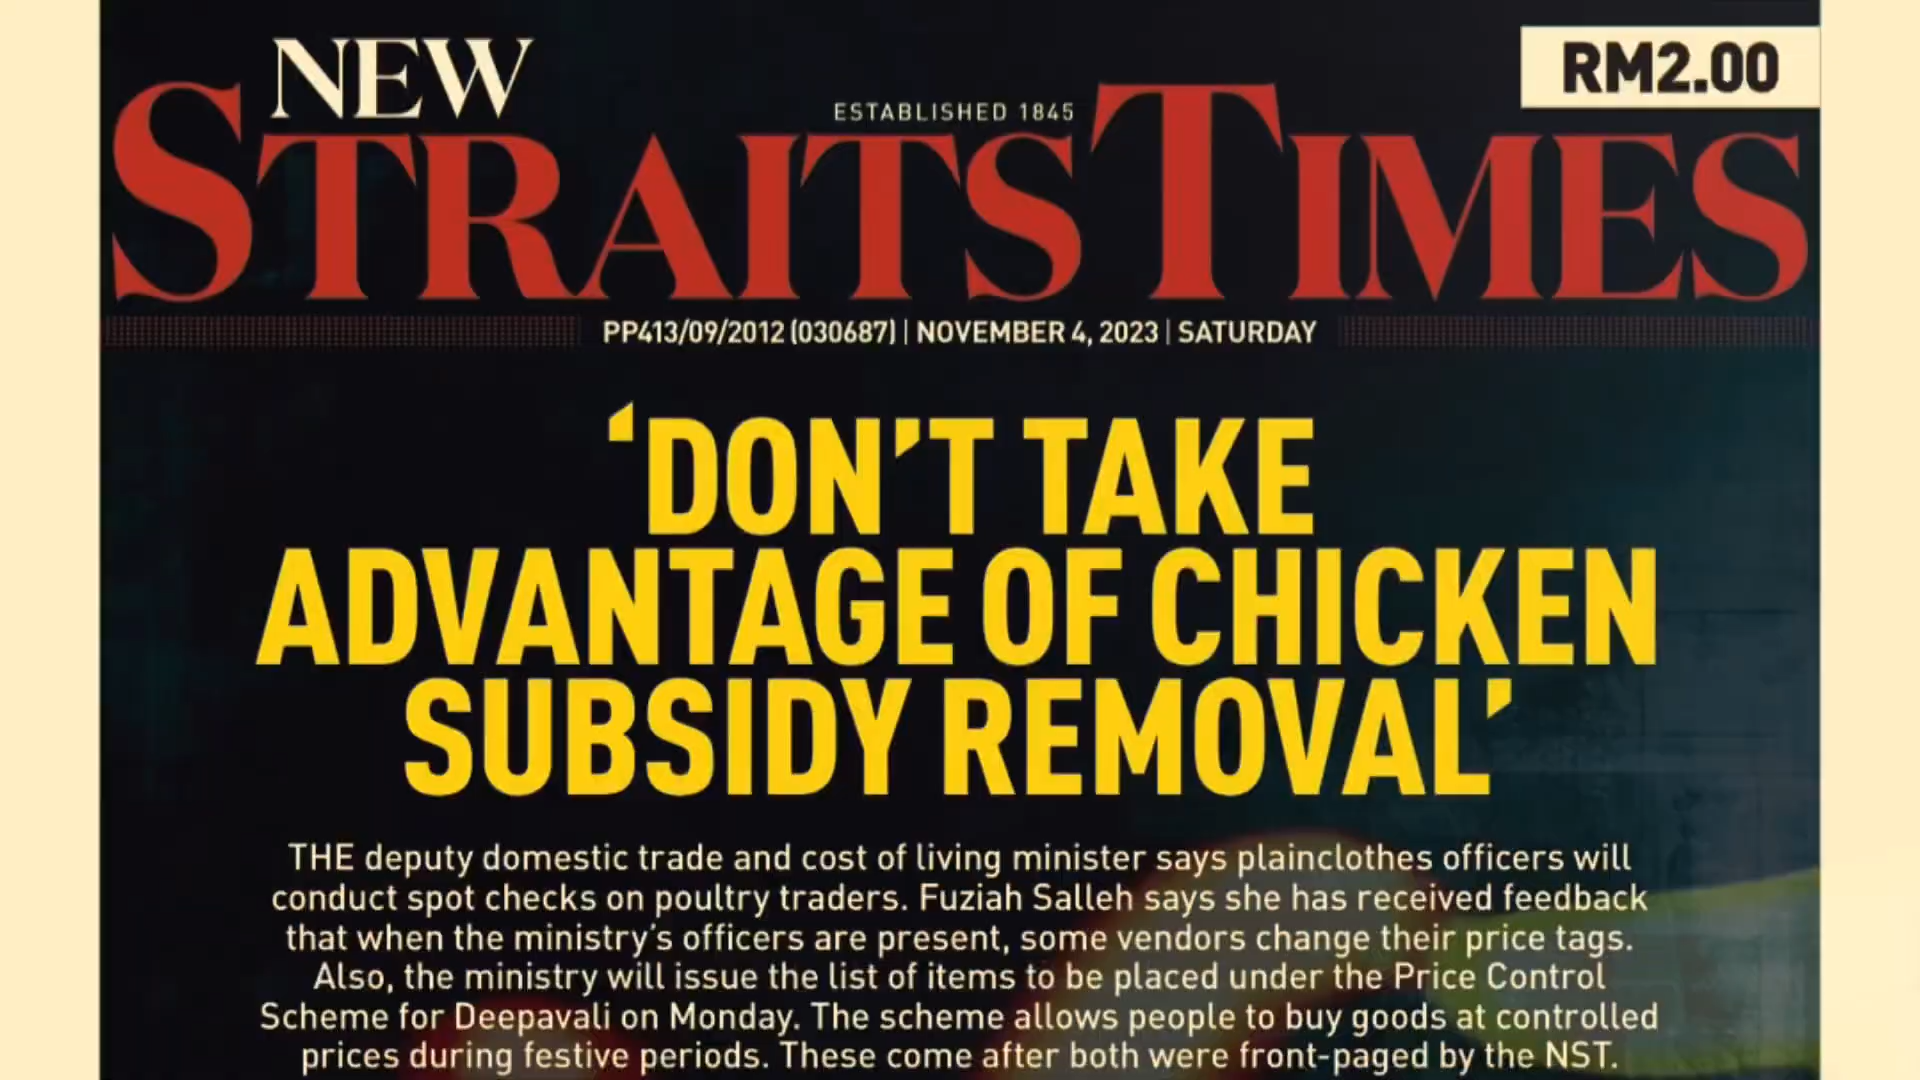 NEW
RM2.00
ESTABLISHED 1845
STRAITS TIMES
PP413/09/2012 (030687) | NOVEMBER 4, 2023 | SATURDAY
‘DON’T TAKE
ADVANTAGE OF CHICKEN
SUBSIDY REMOVAL’
THE deputy domestic trade and cost of living minister says plainclothes officers will
conduct spot checks on poultry traders. Fuziah Salleh says she has received feedback
that when the ministry’s officers are present, some vendors change their price tags.
Also, the ministry will issue the list of items to be placed under the Price Control
Scheme for Deepavali on Monday. The scheme allows people to buy goods at controlled
prices during festive periods. These come after both were front-paged by the NST.